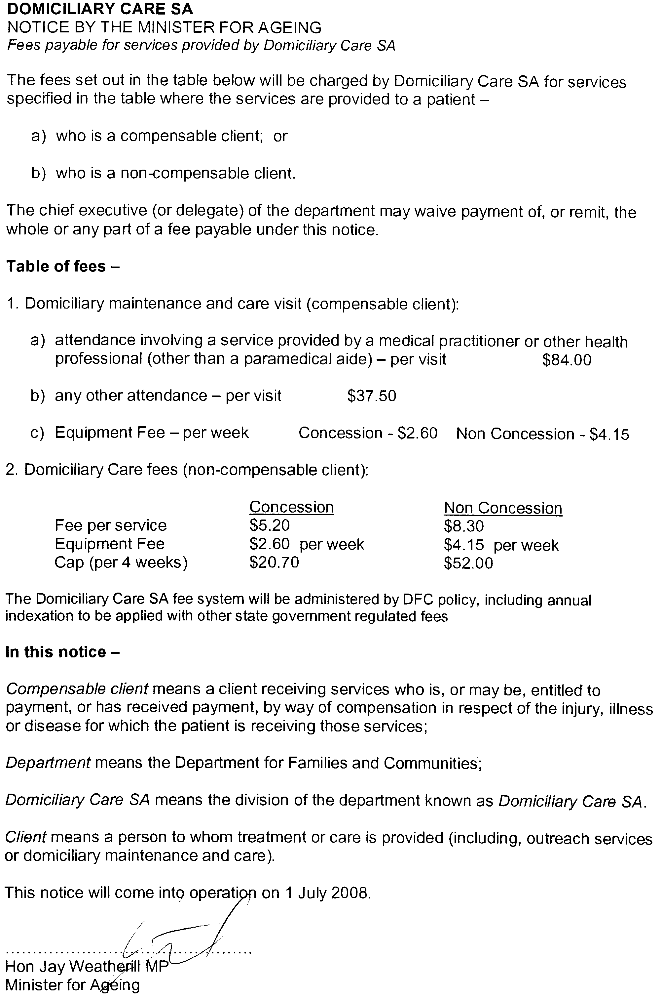 DOMICILIARY CARE SA
NOTICE BY THE MINISTER FOR AGEING
Fees payable for services provided by Domiciliary Care SA
The fees set out in the table below will be charged by Domiciliary Care SA for services
specified in the table where the services are provided to a patient –
a) who is a compensable client; or
b) who is a non-compensable client.
The chief executive (or delegate) of the department may waive payment of, or remit, the
whole or any part of a fee payable under this notice.
Table of fees –
1. Domiciliary maintenance and care visit (compensable client):
a) attendance involving a service provided by a medical practitioner or other health
professional (other than a paramedical aide) – per visit $84.00
b) any other attendance – per visit $37.50
c) Equipment Fee – per week Concession - $2.60 Non Concession - $4.15
2. Domiciliary Care fees (non-compensable client):
Concession Non Concession
Fee per service $5.20 $8.30
Equipment Fee $2.60 per week $4.15 per week
Cap (per 4 weeks) $20.70 $52.00
The Domiciliary Care SA fee system will be administered by DFC policy, including annual
indexation to be applied with other state government regulated fees
In this notice –
Compensable client means a client receiving services who is, or may be, entitled to
payment, or has received payment, by way of compensation in respect of the injury, illness
or disease for which the patient is receiving those services;
Department means the Department for Families and Communities;
Domiciliary Care SA means the division of the department known as Domiciliary Care SA.
Client means a person to whom treatment or care is provided (including, outreach services
or domiciliary maintenance and care).
This notice will come into operation on 1 July 2008.
Hon Jay Weatherill MP
Minister for Ageing